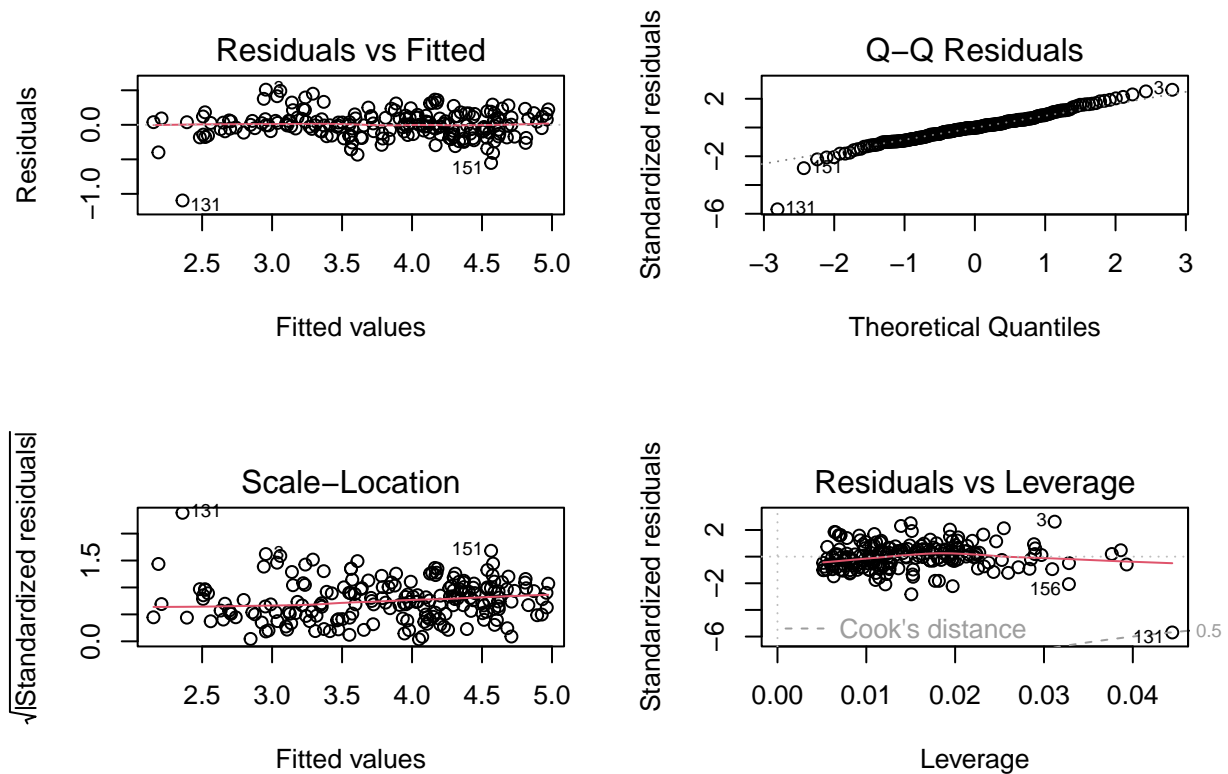 Residuals vs Fitted
Residuals
0.0
−1.0
3
151
131
2.5 3.0 3.5 4.0 4.5 5.0
Fitted values
Q−Q Residuals
Standardized residuals
2
−2
−6
3
151
131
−3 −2 −1 0 1 2 3
Theoretical Quantiles
Scale−Location
√|Standardized residuals|
1.5
0.0
131
3
151
2.5 3.0 3.5 4.0 4.5 5.0
Fitted values
Residuals vs Leverage
Standardized residuals
2
−2
−6
3
156
131
Cook's distance
0.5
0.00 0.01 0.02 0.03 0.04
Leverage